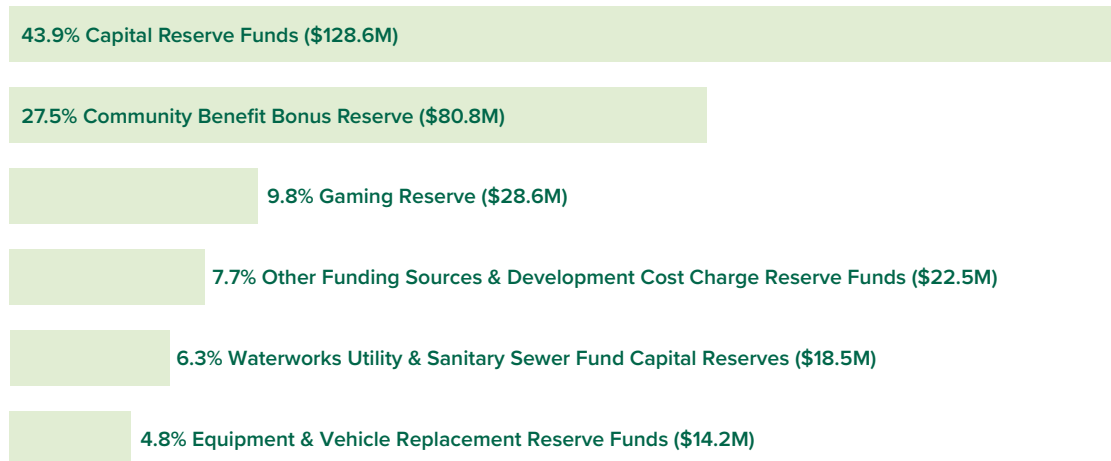 43.9% Capital Reserve Funds ($128.6M)
27.5% Community Benefit Bonus Reserve ($80.8M)
9.8% Gaming Reserve ($28.6M)
7.7% Other Funding Sources & Development Cost Charge Reserve Funds ($22.5M)
6.3% Waterworks Utility & Sanitary Sewer Fund Capital Reserves ($18.5M)
4.8% Equipment & Vehicle Replacement Reserve Funds ($14.2M)